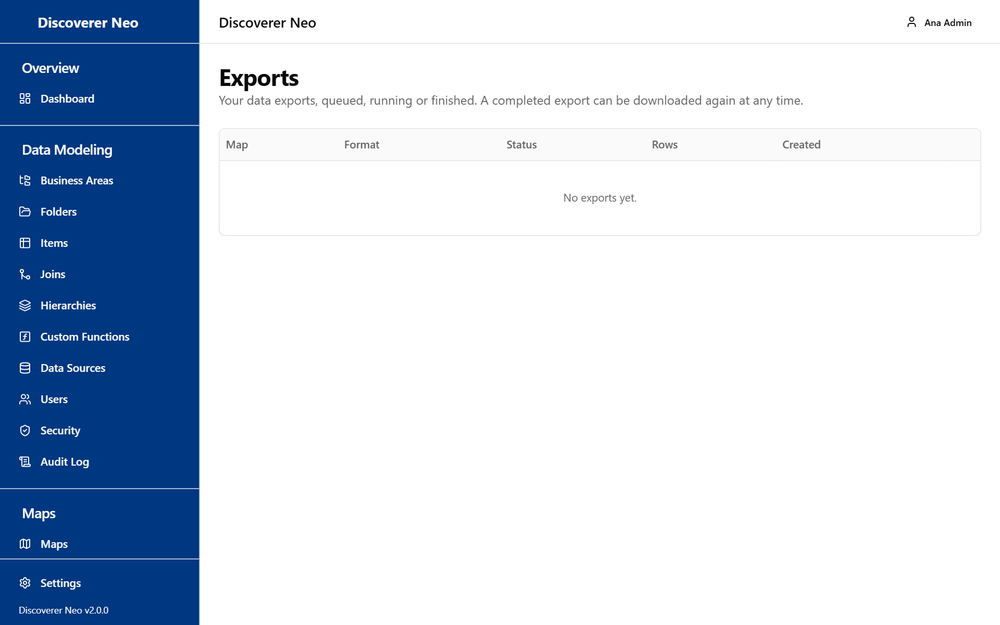 Discoverer Neo
Discoverer Neo
Ana Admin
Overview
Dashboard
Data Modeling
Business Areas
Folders
Items
Joins
Hierarchies
Custom Functions
Data Sources
Users
Security
Audit Log
Maps
Maps
Settings
Discoverer Neo v2.0.0
Exports
Your data exports, queued, running or finished. A completed export can be downloaded again at any time.
Map Format Status Rows Created
No exports yet.